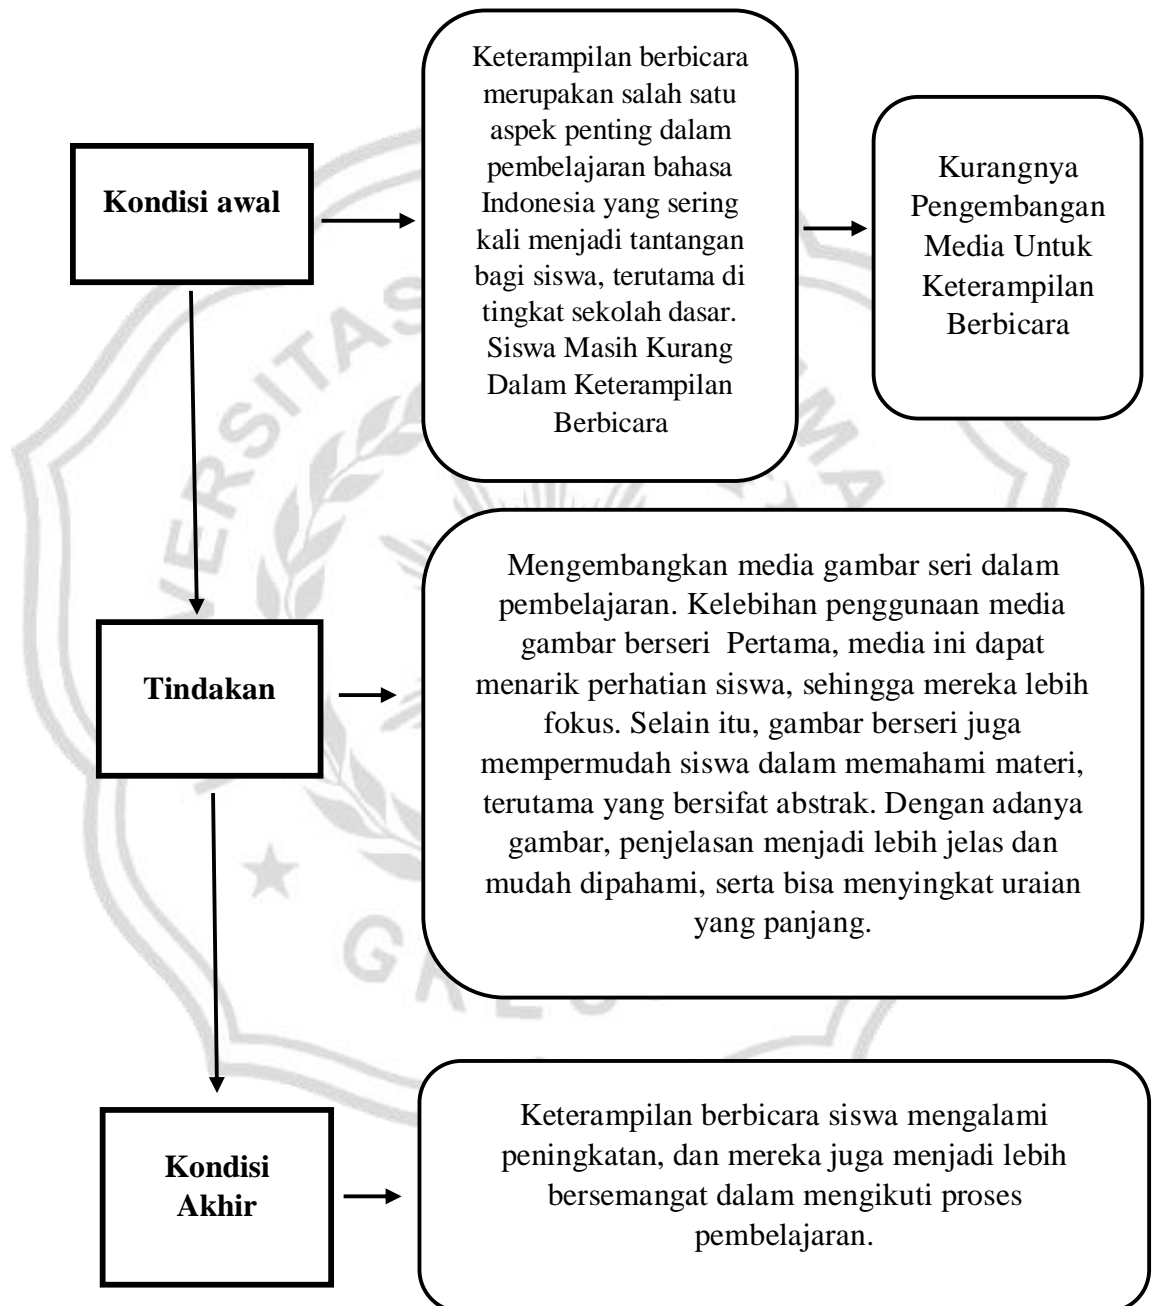 Kondisi awal
Keterampilan berbicara
merupakan salah satu
aspek penting dalam
pembelajaran bahasa
Indonesia yang sering
kali menjadi tantangan
bagi siswa, terutama di
tingkat sekolah dasar.
Siswa Masih Kurang
Dalam Keterampilan
Berbicara
Kurangnya
Pengembangan
Media Untuk
Keterampilan
Berbicara
Tindakan
Mengembangkan media gambar seri dalam
pembelajaran. Kelebihan penggunaan media
gambar berseri  Pertama, media ini dapat
menarik perhatian siswa, sehingga mereka lebih
fokus. Selain itu, gambar berseri juga
mempermudah siswa dalam memahami materi,
terutama yang bersifat abstrak. Dengan adanya
gambar, penjelasan menjadi lebih jelas dan
mudah dipahami, serta bisa menyingkat uraian
yang panjang.
Kondisi
Akhir
Keterampilan berbicara siswa mengalami
peningkatan, dan mereka juga menjadi lebih
bersemangat dalam mengikuti proses
pembelajaran.